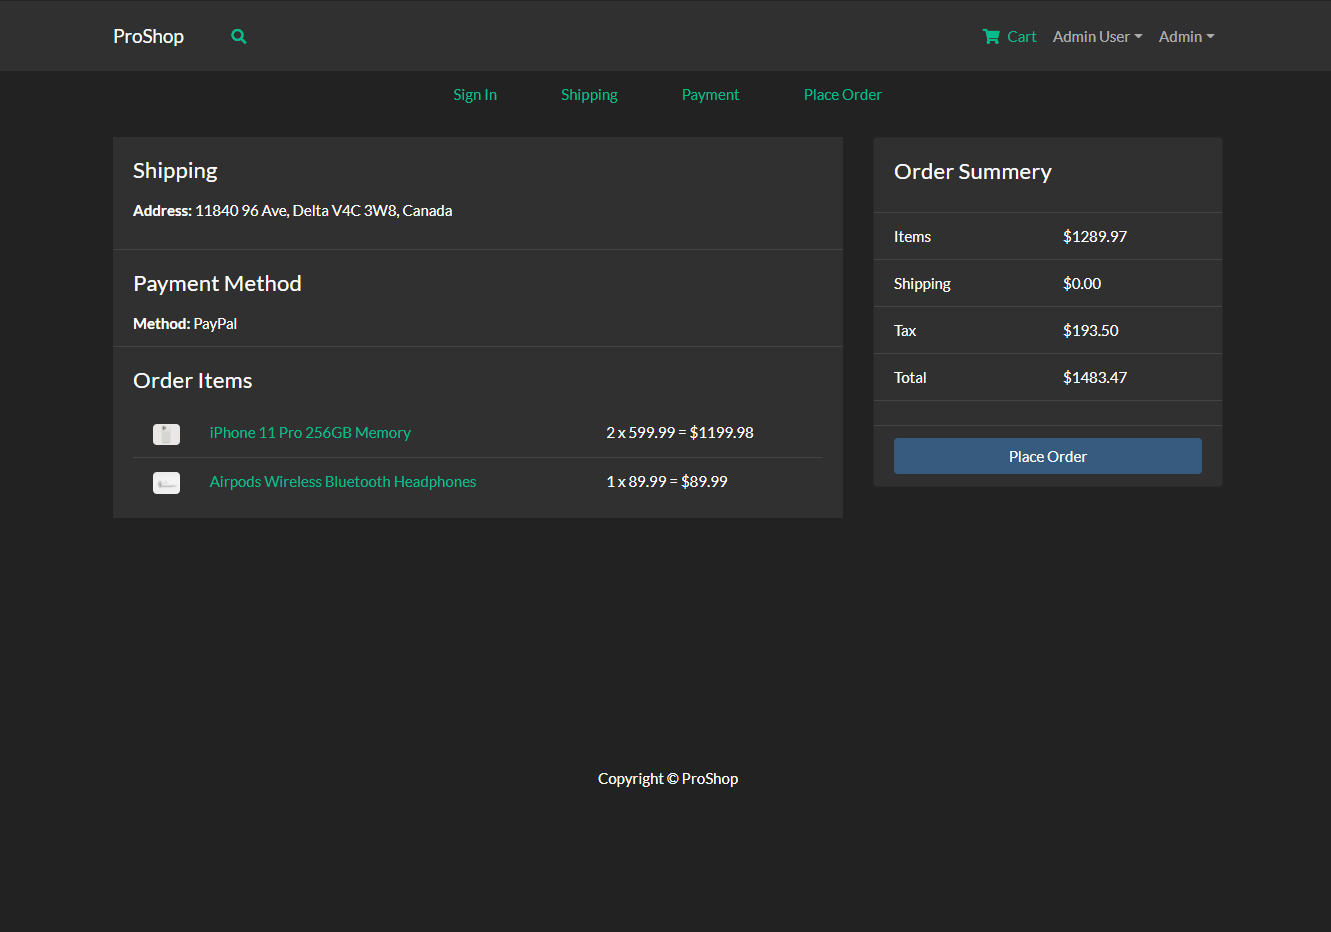 ProShop
Cart
Admin User
Admin
Sign In
Shipping
Payment
Place Order
Shipping
Address: 11840 96 Ave, Delta V4C 3W8, Canada
Payment Method
Method: PayPal
Order Items
iPhone 11 Pro 256GB Memory
2 x 599.99 = $1199.98
Airpods Wireless Bluetooth Headphones
1 x 89.99 = $89.99
Order Summery
Items $1289.97
Shipping $0.00
Tax $193.50
Total $1483.47
Place Order
Copyright © ProShop